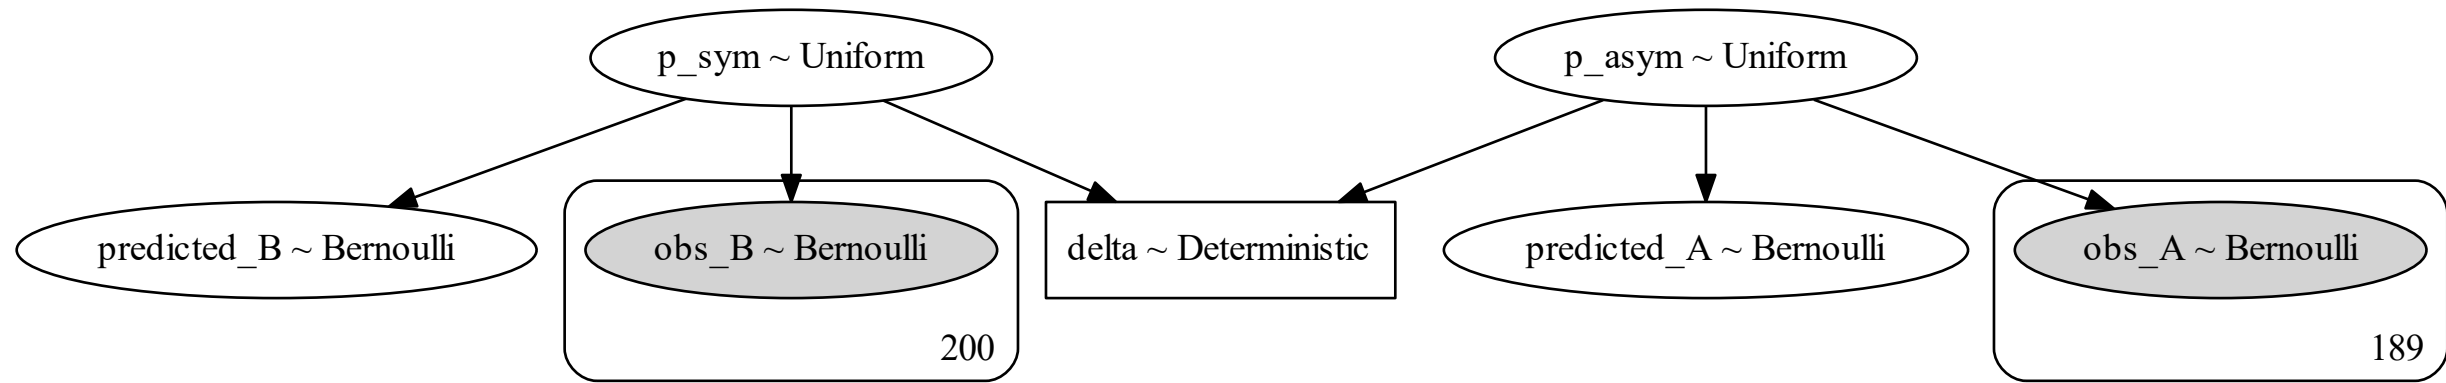 p_sym ~ Uniform
p_asym ~ Uniform
predicted_B ~ Bernoulli
obs_B ~ Bernoulli
delta ~ Deterministic
predicted_A ~ Bernoulli
obs_A ~ Bernoulli
200
189